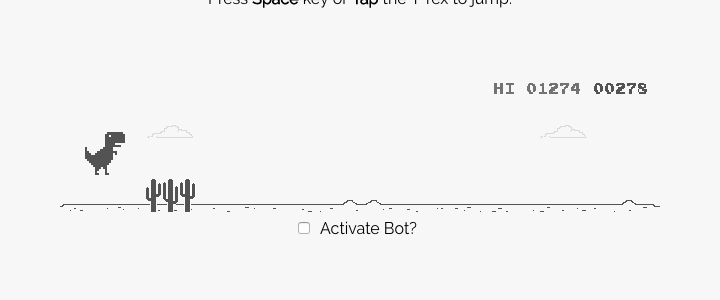 Press Space key or Tap the T-rex to jump.
HI 01274 00278
Activate Bot?